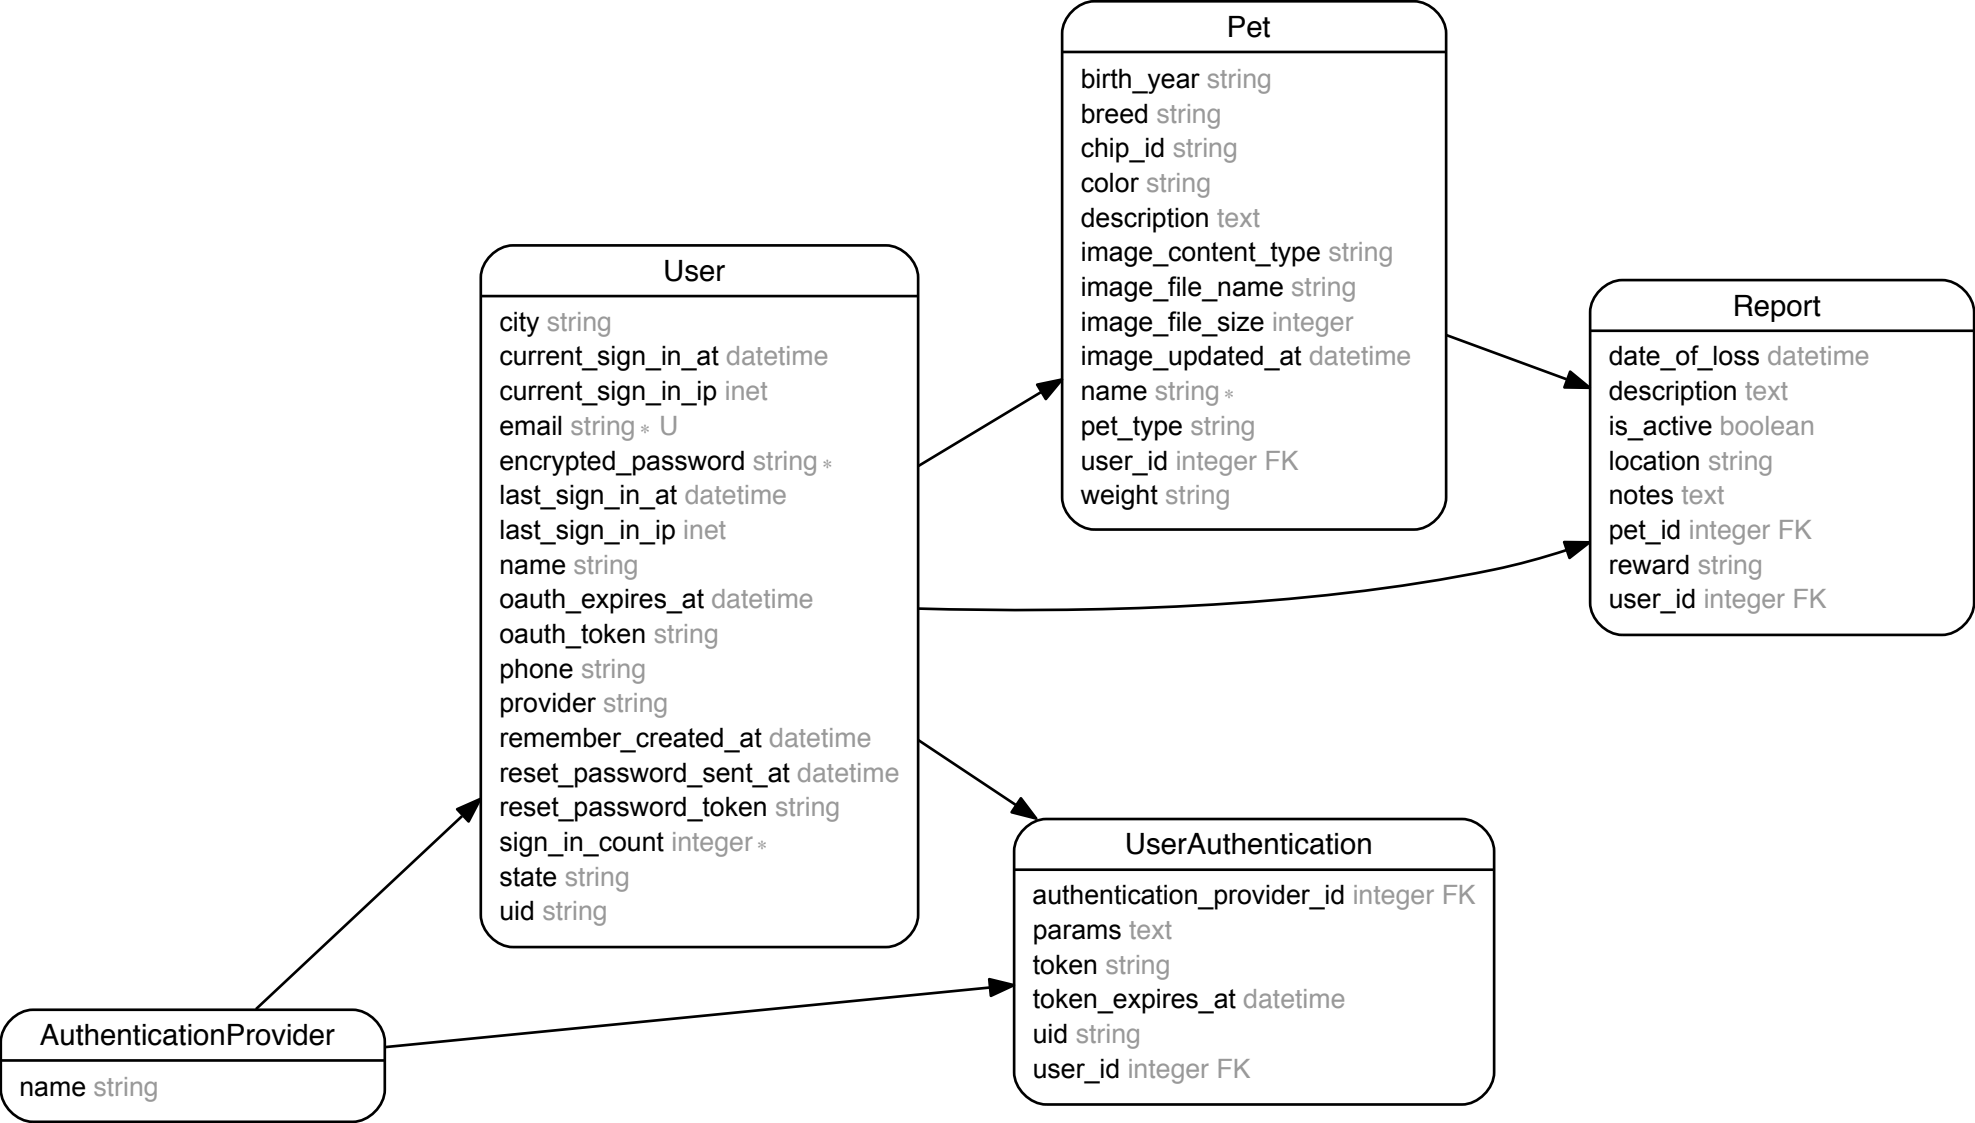 Pet
birth_year string
breed string
chip_id string
color string
description text
image_content_type string
image_file_name string
image_file_size integer
image_updated_at datetime
name string *
pet_type string
user_id integer FK
weight string
User
city string
current_sign_in_at datetime
current_sign_in_ip inet
email string * U
encrypted_password string *
last_sign_in_at datetime
last_sign_in_ip inet
name string
oauth_expires_at datetime
oauth_token string
phone string
provider string
remember_created_at datetime
reset_password_sent_at datetime
reset_password_token string
sign_in_count integer *
state string
uid string
Report
date_of_loss datetime
description text
is_active boolean
location string
notes text
pet_id integer FK
reward string
user_id integer FK
UserAuthentication
authentication_provider_id integer FK
params text
token string
token_expires_at datetime
uid string
user_id integer FK
AuthenticationProvider
name string